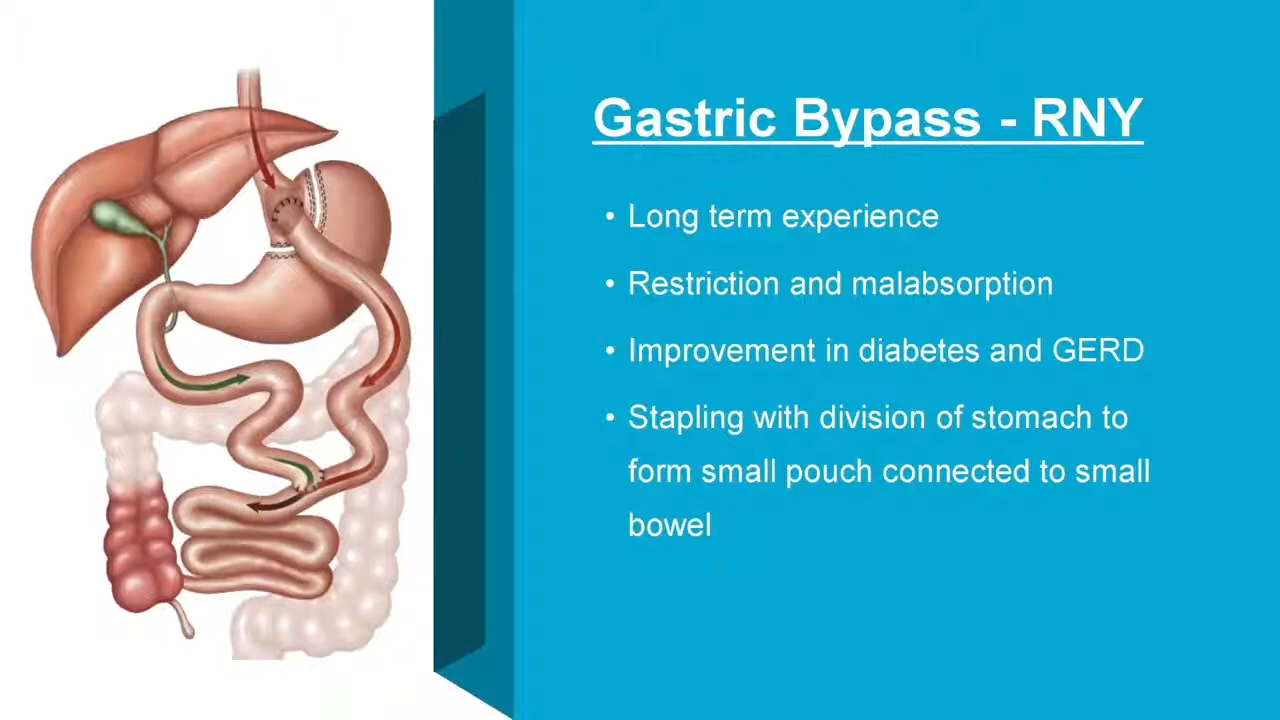 Gastric Bypass - RNY
• Long term experience
• Restriction and malabsorption
• Improvement in diabetes and GERD
• Stapling with division of stomach to
form small pouch connected to small
bowel